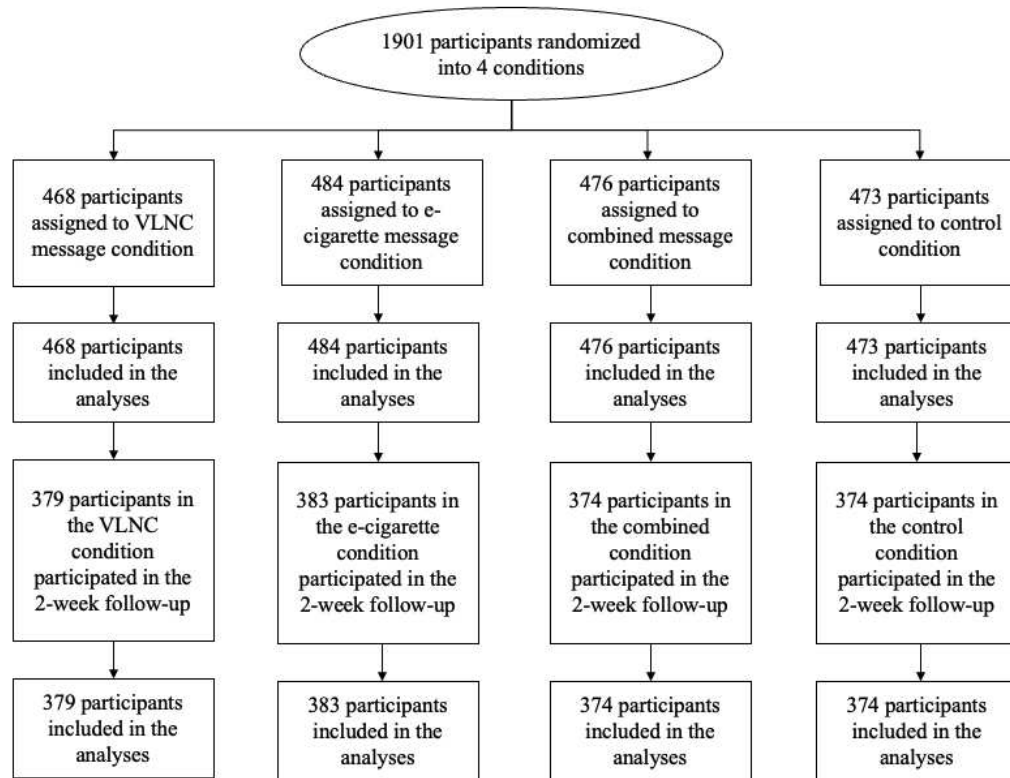 1901 participants randomized
into 4 conditions
468 participants
assigned to VLNC
message condition
484 participants
assigned to e-
cigarette message
condition
476 participants
assigned to
combined message
condition
473 participants
assigned to control
condition
468 participants
included in the
analyses
484 participants
included in the
analyses
476 participants
included in the
analyses
473 participants
included in the
analyses
379 participants in
the VLNC
condition
participated in the
2-week follow-up
383 participants in
the e-cigarette
condition
participated in the
2-week follow-up
374 participants in
the combined
condition
participated in the
2-week follow-up
374 participants in
the control
condition
participated in the
2-week follow-up
379 participants
included in the
analyses
383 participants
included in the
analyses
374 participants
included in the
analyses
374 participants
included in the
analyses